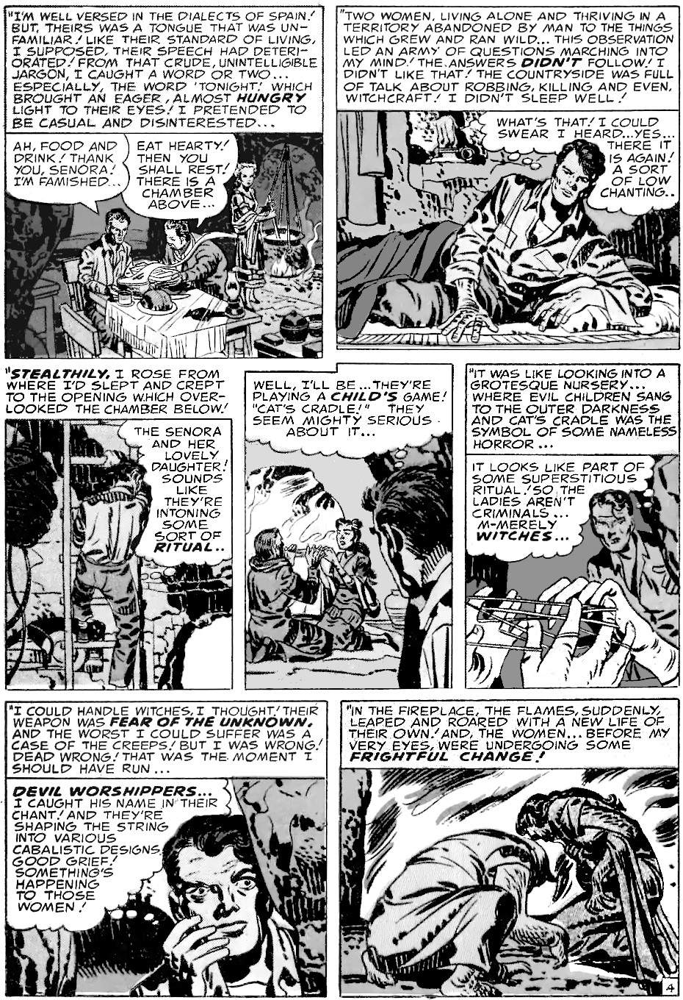 "I'M WELL VERSED IN THE DIALECTS OF SPAIN!
BUT, THEIRS WAS A TONGUE THAT WAS UN-
FAMILIAR! LIKE THEIR STANDARD OF LIVING,
I SUPPOSED, THEIR SPEECH HAD DETERI-
ORATED! FROM THAT CRUDE, UNINTELLIGIBLE
JARGON, I CAUGHT A WORD OR TWO...
ESPECIALLY, THE WORD 'TONIGHT!' WHICH
BROUGHT AN EAGER, ALMOST HUNGRY
LIGHT TO THEIR EYES! I PRETENDED TO
BE CASUAL AND DISINTERESTED...
AH, FOOD AND
DRINK! THANK
YOU, SENORA!
I'M FAMISHED...
EAT HEARTY!
THEN YOU
SHALL REST!
THERE IS A
CHAMBER
ABOVE...
"TWO WOMEN, LIVING ALONE AND THRIVING IN A
TERRITORY ABANDONED BY MAN TO THE THINGS
WHICH GREW AND RAN WILD... THIS OBSERVATION
LED AN ARMY OF QUESTIONS MARCHING INTO
MY MIND! THE ANSWERS DIDN'T FOLLOW! I
DIDN'T LIKE THAT! THE COUNTRYSIDE WAS FULL
OF TALK ABOUT ROBBING, KILLING AND EVEN,
WITCHCRAFT! I DIDN'T SLEEP WELL!
WHAT'S THAT! I COULD
SWEAR I HEARD...YES...
THERE IT
IS AGAIN!
A SORT
OF LOW
CHANTING..
"STEALTHILY, I ROSE FROM
WHERE I'D SLEPT AND CREPT
TO THE OPENING WHICH OVER-
LOOKED THE CHAMBER BELOW!
THE SENORA
AND HER
LOVELY
DAUGHTER!
SOUNDS
LIKE
THEY'RE
INTONING
SOME
SORT OF
RITUAL..
WELL, I'LL BE...THEY'RE
PLAYING A CHILD'S GAME!
"CAT'S CRADLE!" THEY
SEEM MIGHTY SERIOUS
ABOUT IT...
"IT WAS LIKE LOOKING INTO A
GROTESQUE NURSERY...
WHERE EVIL CHILDREN SANG
TO THE OUTER DARKNESS
AND CAT'S CRADLE WAS THE
SYMBOL OF SOME NAMELESS
HORROR...
IT LOOKS LIKE PART OF
SOME SUPERSTITIOUS
RITUAL! SO THE
LADIES AREN'T
CRIMINALS...
M-MERELY
WITCHES...
"I COULD HANDLE WITCHES, I THOUGHT! THEIR
WEAPON WAS FEAR OF THE UNKNOWN.
AND THE WORST I COULD SUFFER WAS A
CASE OF THE CREEPS! BUT I WAS WRONG!
DEAD WRONG! THAT WAS THE MOMENT I
SHOULD HAVE RUN...
DEVIL WORSHIPPERS...
I CAUGHT HIS NAME IN THEIR
CHANT! AND THEY'RE
SHAPING THE STRING
INTO VARIOUS
CABALISTIC DESIGNS.
GOOD GRIEF!
SOMETHING'S
HAPPENING
TO THOSE
WOMEN!
"IN THE FIREPLACE, THE FLAMES, SUDDENLY,
LEAPED AND ROARED WITH A NEW LIFE OF
THEIR OWN! AND, THE WOMEN... BEFORE MY
VERY EYES, WERE UNDERGOING SOME
FRIGHTFUL CHANGE!
4